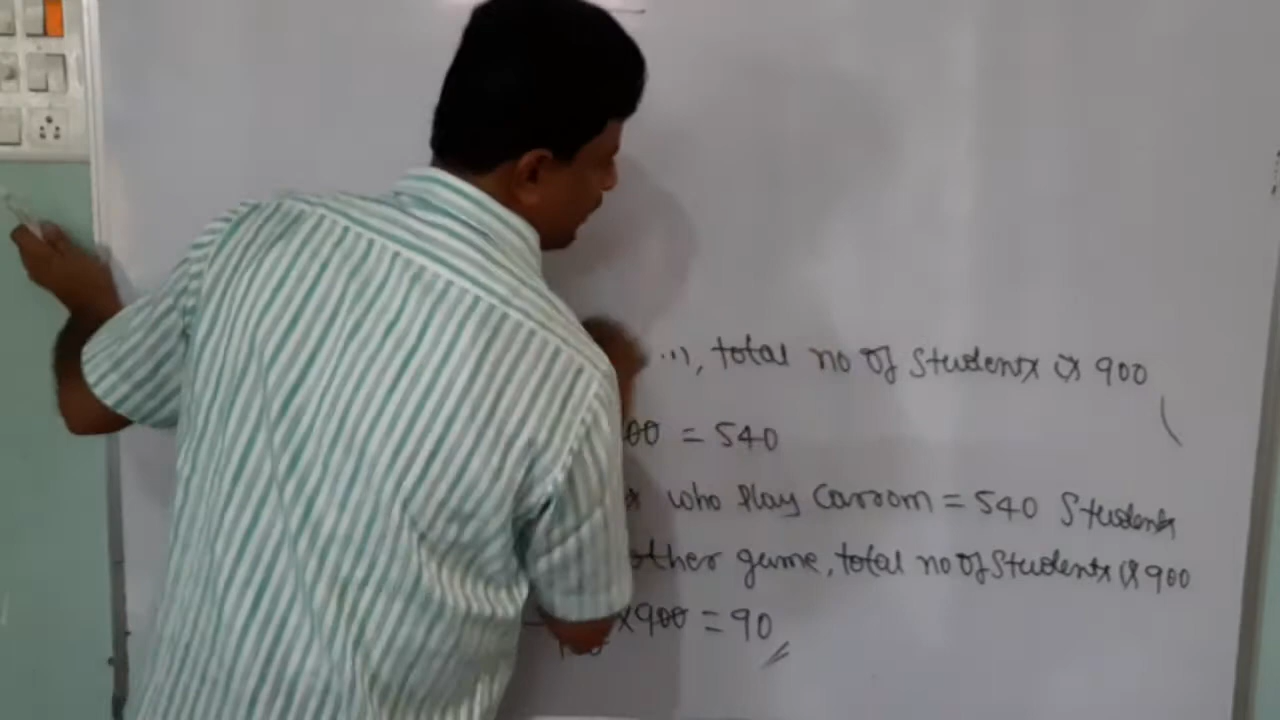 , total no of students is 900
00 = 540
who play carrom = 540 students
other game, total no of students is 900
x900 = 90